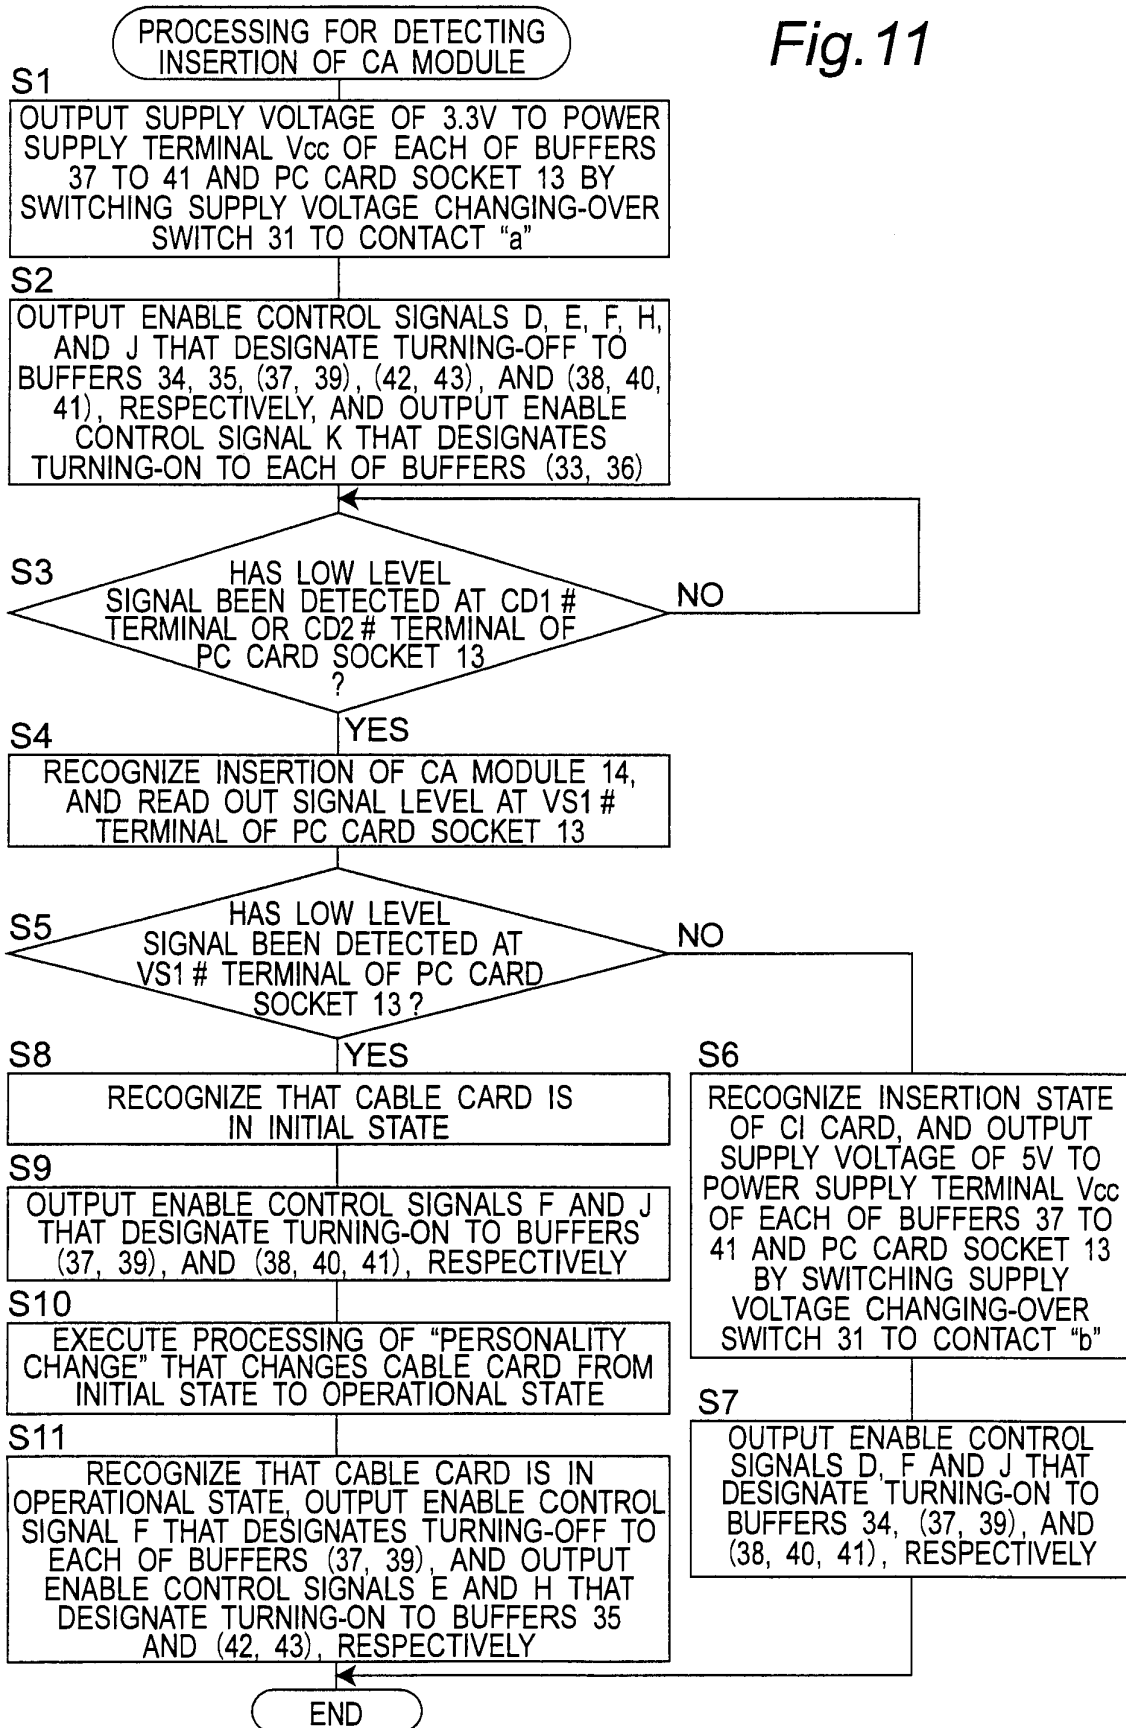 Fig.11
PROCESSING FOR DETECTING
INSERTION OF CA MODULE
S1
OUTPUT SUPPLY VOLTAGE OF 3.3V TO POWER
SUPPLY TERMINAL Vcc OF EACH OF BUFFERS
37 TO 41 AND PC CARD SOCKET 13 BY
SWITCHING SUPPLY VOLTAGE CHANGING-OVER
SWITCH 31 TO CONTACT “a”
S2
OUTPUT ENABLE CONTROL SIGNALS D, E, F, H,
AND J THAT DESIGNATE TURNING-OFF TO
BUFFERS 34, 35, (37, 39), (42, 43), AND (38, 40,
41), RESPECTIVELY, AND OUTPUT ENABLE
CONTROL SIGNAL K THAT DESIGNATES
TURNING-ON TO EACH OF BUFFERS (33, 36)
S3
HAS LOW LEVEL
SIGNAL BEEN DETECTED AT CD1#
TERMINAL OR CD2# TERMINAL OF
PC CARD SOCKET 13
?
NO
YES
S4
RECOGNIZE INSERTION OF CA MODULE 14,
AND READ OUT SIGNAL LEVEL AT VS1#
TERMINAL OF PC CARD SOCKET 13
S5
HAS LOW LEVEL
SIGNAL BEEN DETECTED AT
VS1# TERMINAL OF PC CARD
SOCKET 13?
NO
YES
S8
RECOGNIZE THAT CABLE CARD IS
IN INITIAL STATE
S9
OUTPUT ENABLE CONTROL SIGNALS F AND J
THAT DESIGNATE TURNING-ON TO BUFFERS
(37, 39), AND (38, 40, 41), RESPECTIVELY
S10
EXECUTE PROCESSING OF “PERSONALITY
CHANGE” THAT CHANGES CABLE CARD FROM
INITIAL STATE TO OPERATIONAL STATE
S11
RECOGNIZE THAT CABLE CARD IS IN
OPERATIONAL STATE, OUTPUT ENABLE CONTROL
SIGNAL F THAT DESIGNATES TURNING-OFF TO
EACH OF BUFFERS (37, 39), AND OUTPUT
ENABLE CONTROL SIGNALS E AND H THAT
DESIGNATE TURNING-ON TO BUFFERS 35
AND (42, 43), RESPECTIVELY
S6
RECOGNIZE INSERTION STATE
OF CI CARD, AND OUTPUT
SUPPLY VOLTAGE OF 5V TO
POWER SUPPLY TERMINAL Vcc
OF EACH OF BUFFERS 37 TO
41 AND PC CARD SOCKET 13
BY SWITCHING SUPPLY
VOLTAGE CHANGING-OVER
SWITCH 31 TO CONTACT “b”
S7
OUTPUT ENABLE CONTROL
SIGNALS D, F AND J THAT
DESIGNATE TURNING-ON TO
BUFFERS 34, (37, 39), AND
(38, 40, 41), RESPECTIVELY
END